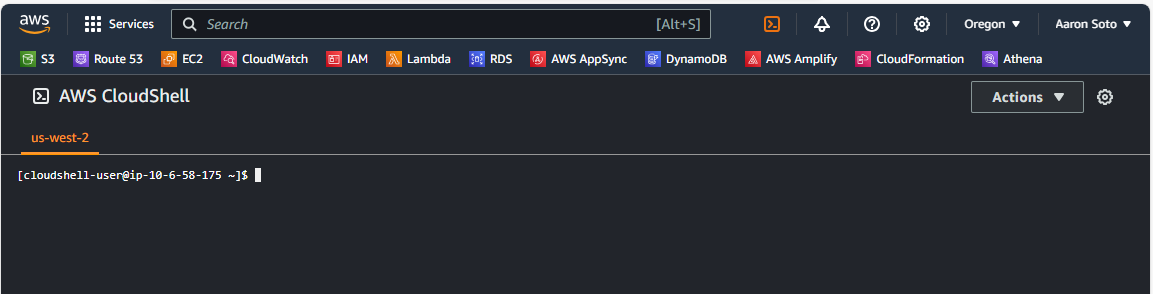 aws Services Search [Alt+S] Oregon ▼ Aaron Soto ▼
S3 Route 53 EC2 CloudWatch IAM Lambda RDS AWS AppSync DynamoDB AWS Amplify CloudFormation Athena
AWS CloudShell Actions ▼
us-west-2
[cloudshell-user@ip-10-6-58-175 ~]$